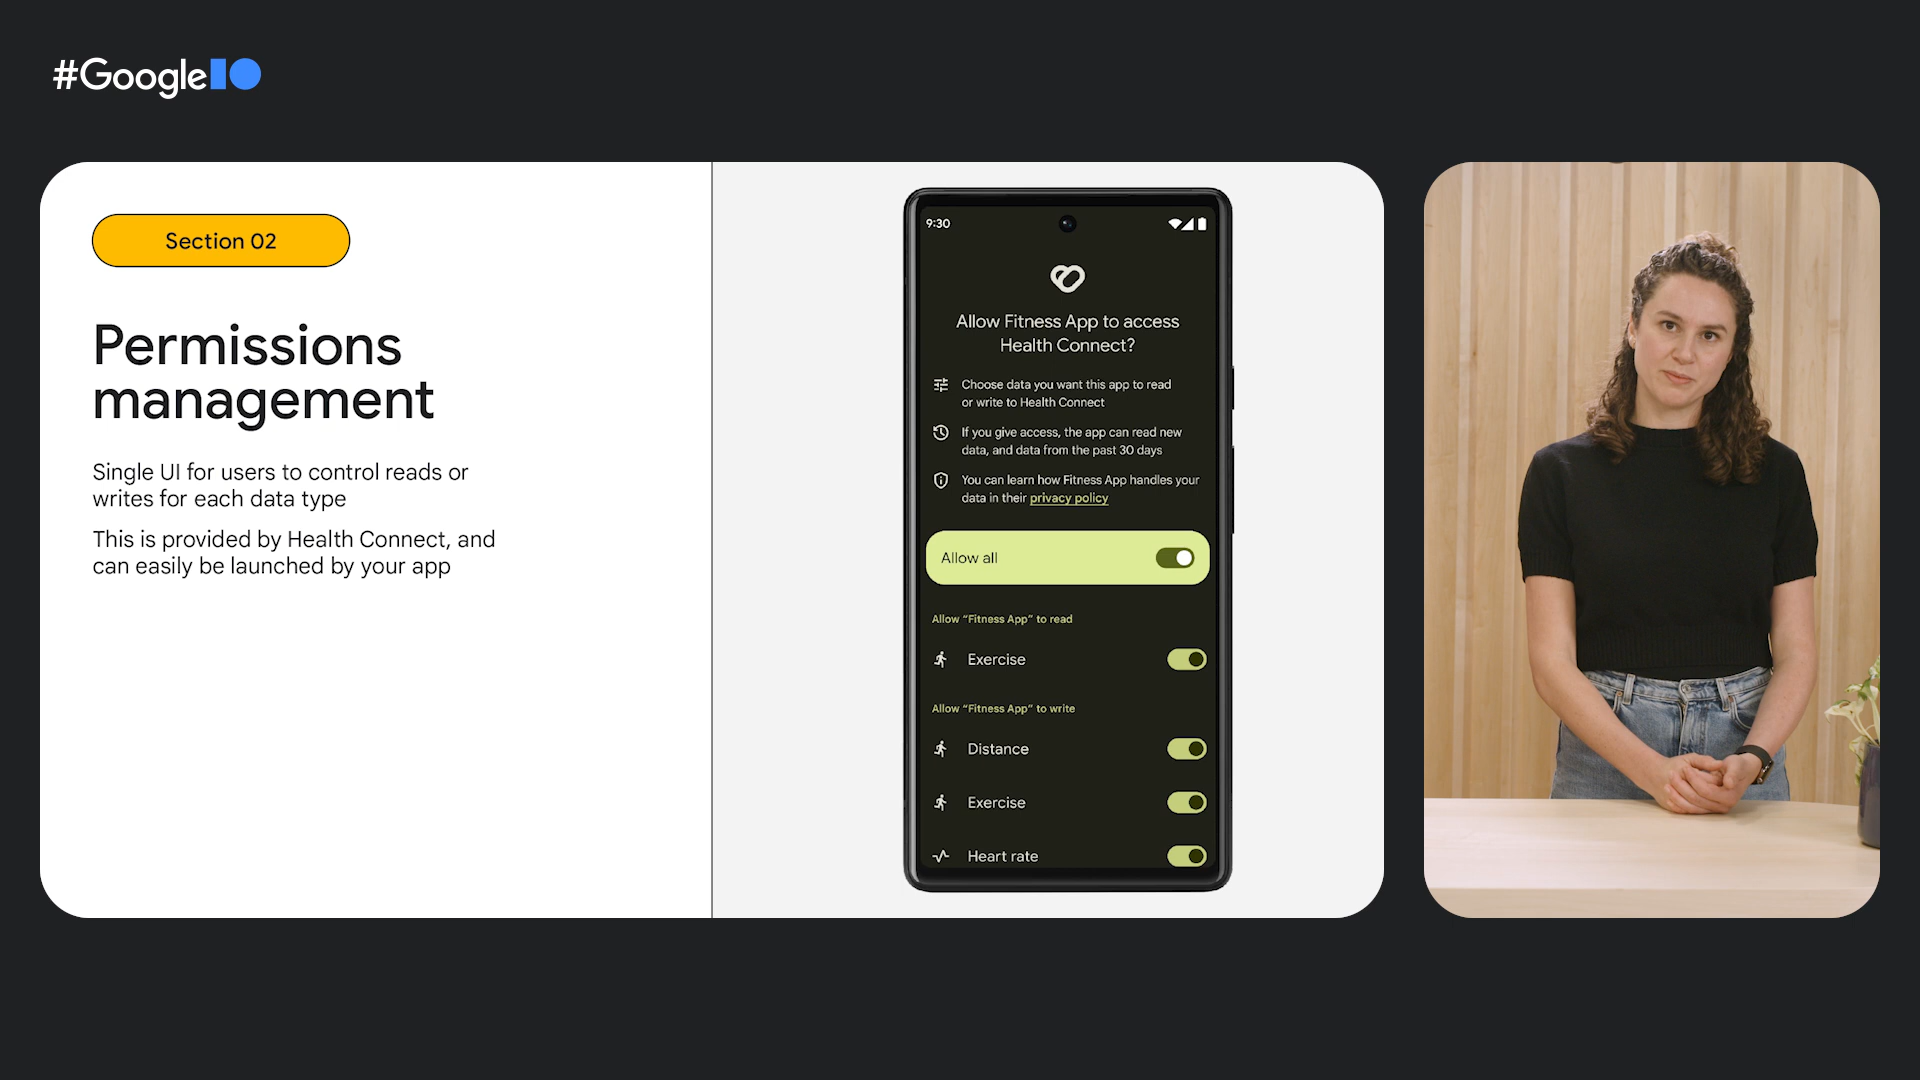 #GoogleIO
Section 02
Permissions
management
Single UI for users to control reads or
writes for each data type
This is provided by Health Connect, and
can easily be launched by your app
9:30
Allow Fitness App to access
Health Connect?
Choose data you want this app to read
or write to Health Connect
If you give access, the app can read new
data, and data from the past 30 days
You can learn how Fitness App handles your
data in their privacy policy
Allow all
Allow “Fitness App” to read
Exercise
Allow “Fitness App” to write
Distance
Exercise
Heart rate